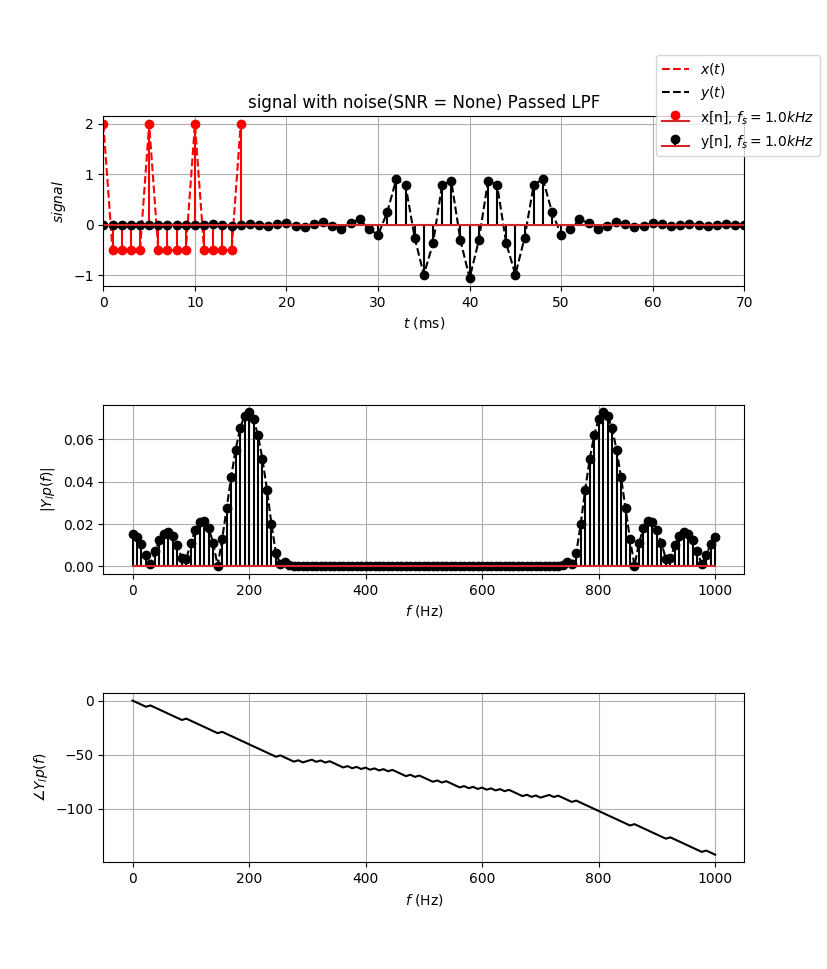 signal with noise(SNR = None) Passed LPF
x(t)
y(t)
x[n], f_s = 1.0kHz
y[n], f_s = 1.0kHz
signal
2
1
0
−1
0 10 20 30 40 50 60 70
t (ms)
|Y_lp(f)|
0.06
0.04
0.02
0.00
0 200 400 600 800 1000
f (Hz)
∠Y_lp(f)
0
−50
−100
0 200 400 600 800 1000
f (Hz)